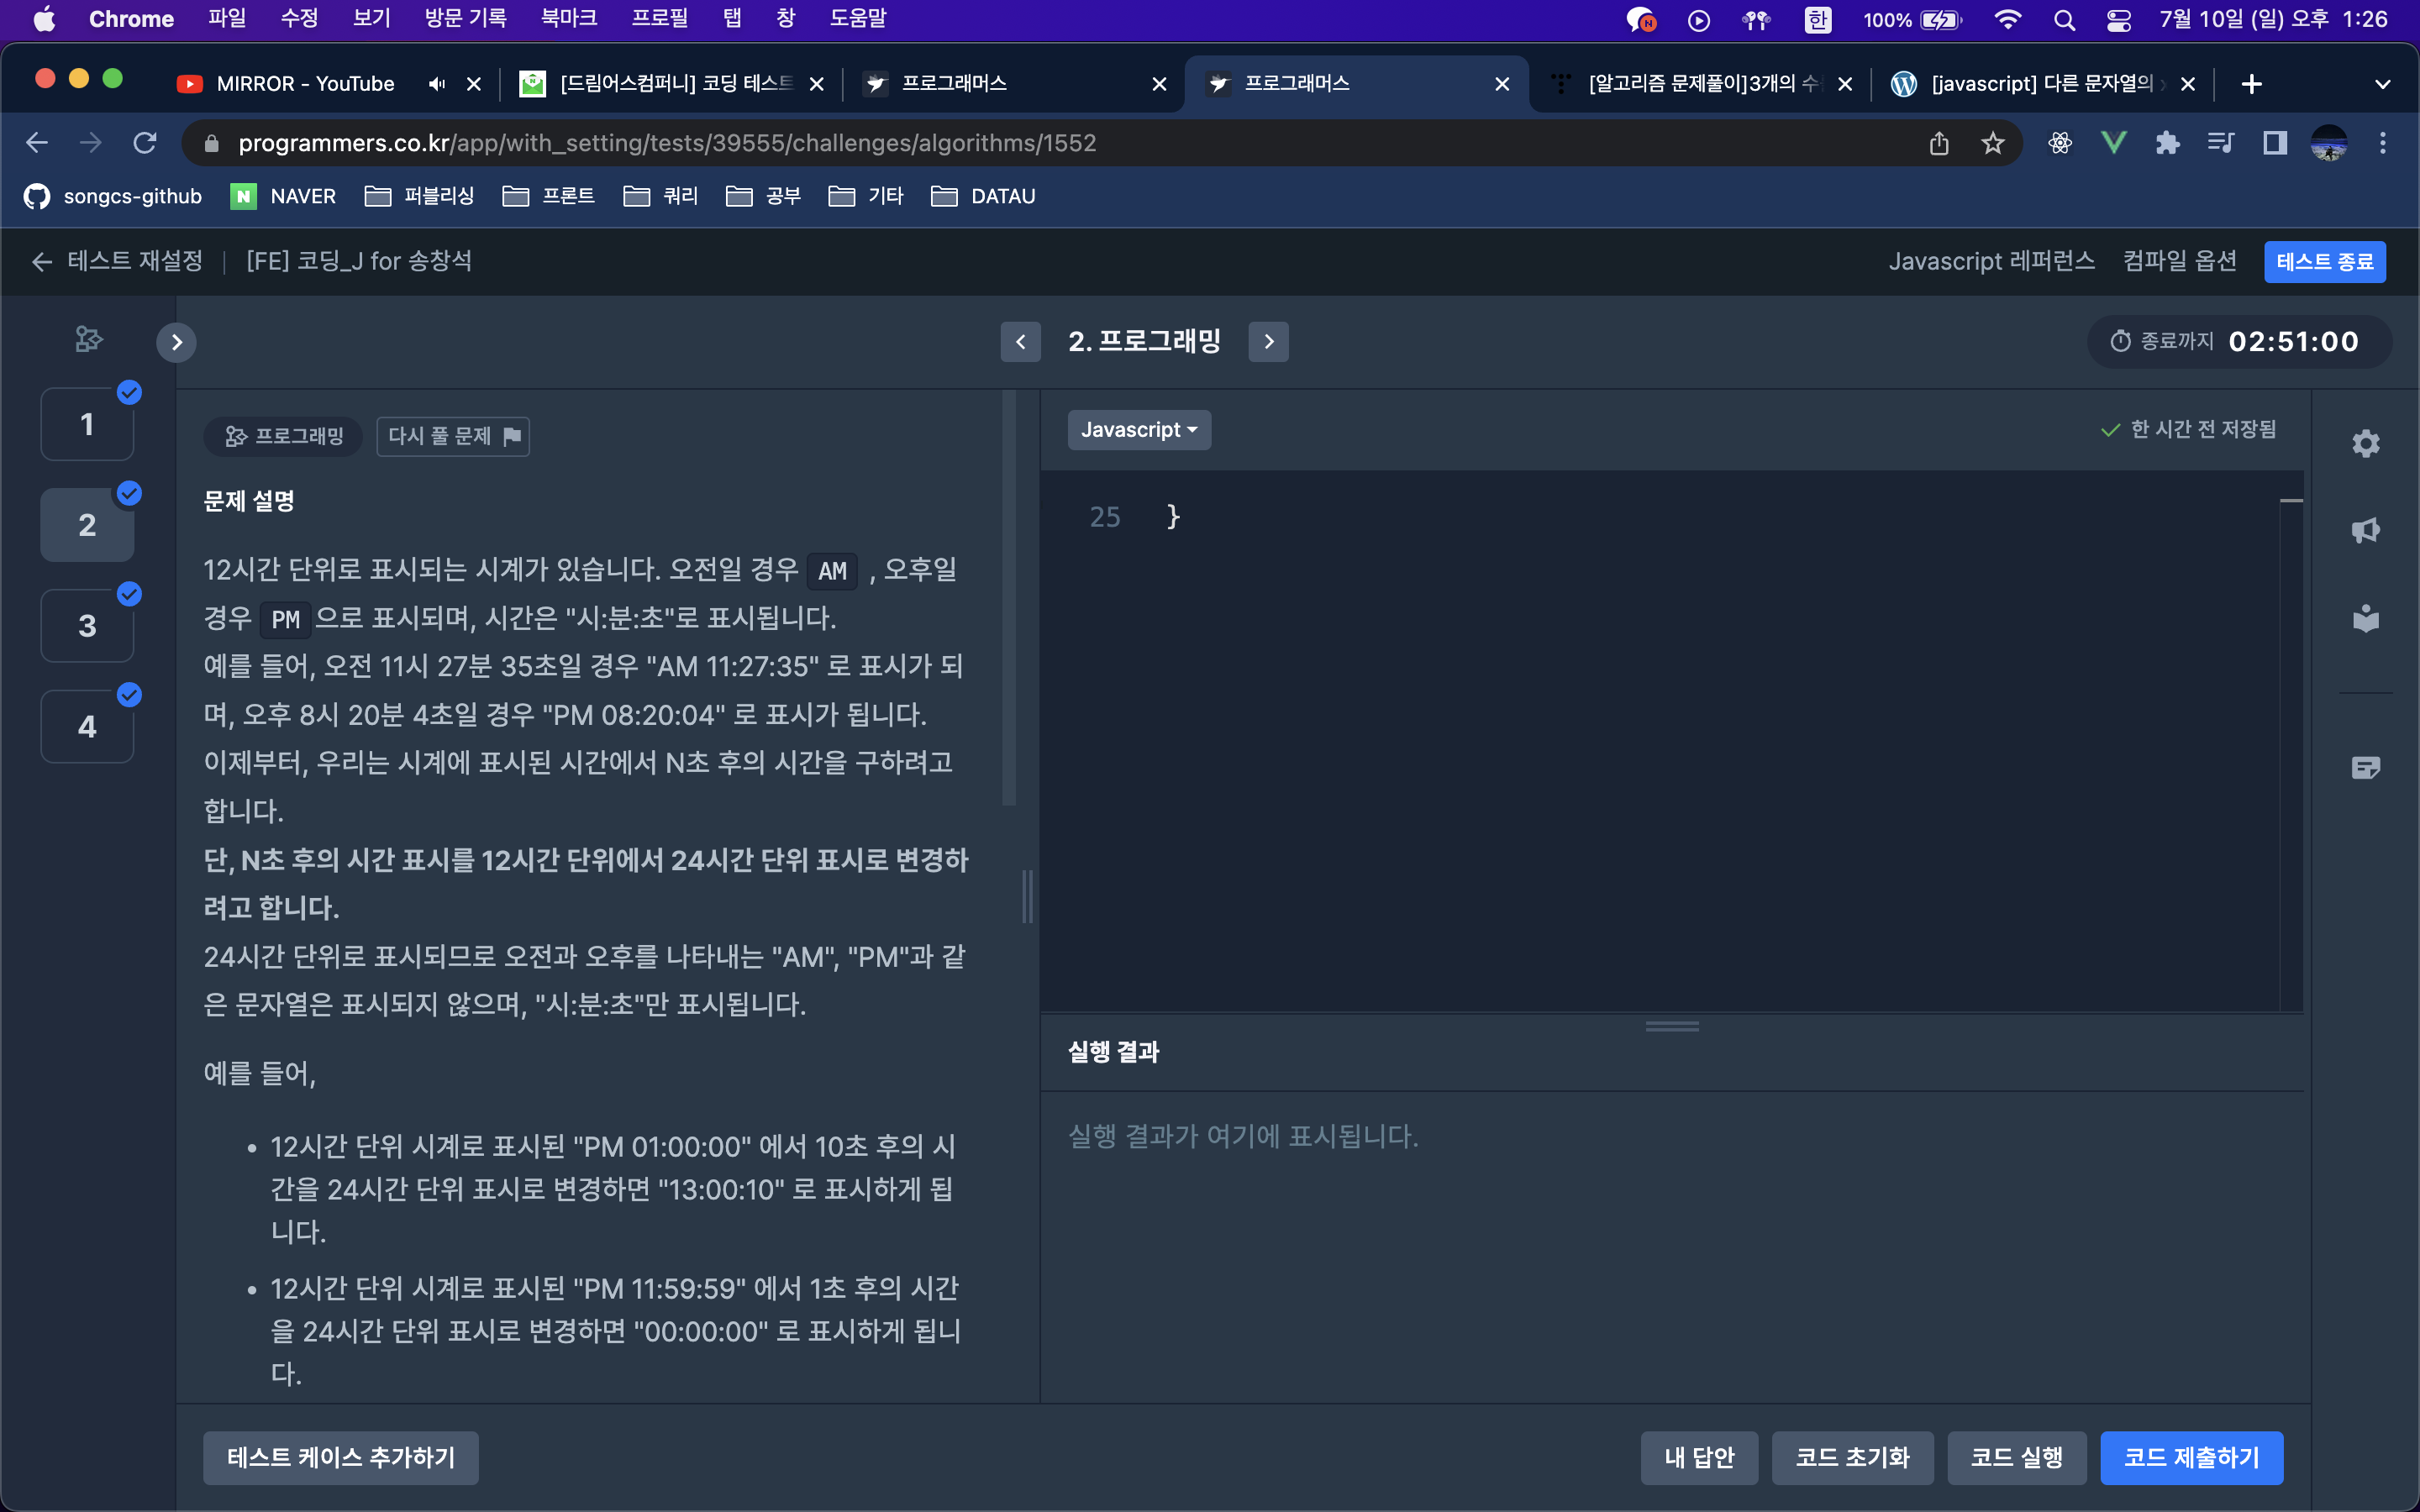 Chrome 파일 수정 보기 방문 기록 북마크 프로필 탭 창 도움말 한 100% 7월 10일 (일) 오후 1:26
MIRROR - YouTube [드림어스컴퍼니] 코딩 테스트 프로그래머스 프로그래머스 [알고리즘 문제풀이]3개의 수 [javascript] 다른 문자열의
programmers.co.kr/app/with_setting/tests/39555/challenges/algorithms/1552
songcs-github N NAVER 퍼블리싱 프론트 쿼리 공부 기타 DATAU
테스트 재설정 [FE] 코딩_J for 송창석 Javascript 레퍼런스 컴파일 옵션 테스트 종료
2. 프로그래밍 종료까지 02:51:00
1
2
3
4
프로그래밍 다시 풀 문제
문제 설명
12시간 단위로 표시되는 시계가 있습니다. 오전일 경우 AM , 오후일
경우 PM 으로 표시되며, 시간은 "시:분:초"로 표시됩니다.
예를 들어, 오전 11시 27분 35초일 경우 "AM 11:27:35" 로 표시가 되
며, 오후 8시 20분 4초일 경우 "PM 08:20:04" 로 표시가 됩니다.
이제부터, 우리는 시계에 표시된 시간에서 N초 후의 시간을 구하려고
합니다.
단, N초 후의 시간 표시를 12시간 단위에서 24시간 단위 표시로 변경하
려고 합니다.
24시간 단위로 표시되므로 오전과 오후를 나타내는 "AM", "PM"과 같
은 문자열은 표시되지 않으며, "시:분:초"만 표시됩니다.
예를 들어,
• 12시간 단위 시계로 표시된 "PM 01:00:00" 에서 10초 후의 시
간을 24시간 단위 표시로 변경하면 "13:00:10" 로 표시하게 됩
니다.
• 12시간 단위 시계로 표시된 "PM 11:59:59" 에서 1초 후의 시간
을 24시간 단위 표시로 변경하면 "00:00:00" 로 표시하게 됩니
다.
Javascript 한 시간 전 저장됨
25 }
실행 결과
실행 결과가 여기에 표시됩니다.
테스트 케이스 추가하기 내 답안 코드 초기화 코드 실행 코드 제출하기